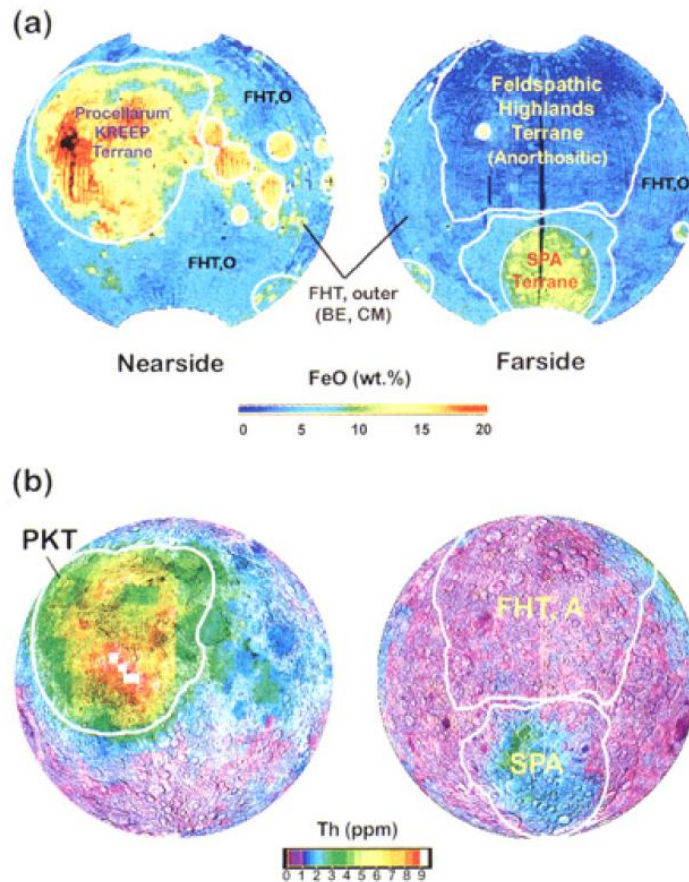 (a)
FHT,O
Procellarum
KREEP
Terrane
FHT,O
Feldspathic
Highlands
Terrane
(Anorthositic)
FHT,O
SPA
Terrane
FHT, outer
(BE, CM)
Nearside
Farside
FeO (wt.%)
0 5 10 15 20
(b)
PKT
FHT, A
SPA
Th (ppm)
0 1 2 3 4 5 6 7 8 9